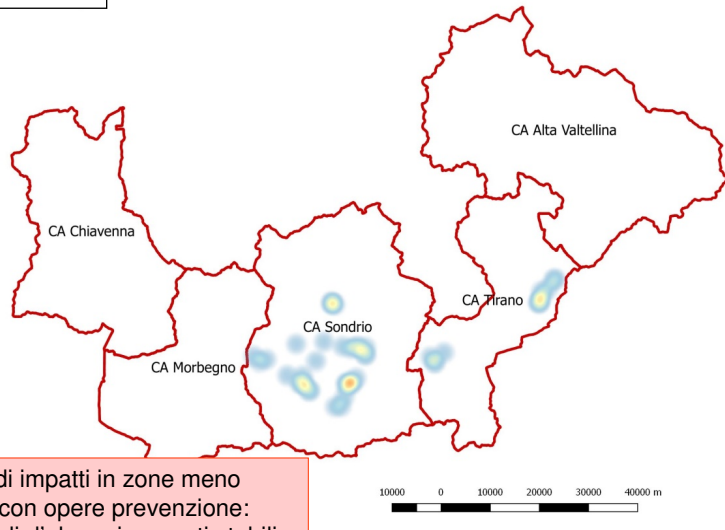 CA Alta Valtellina
CA Chiavenna
CA Tirano
CA Sondrio
CA Morbegno
di impatti in zone meno
con opere prevenzione:
10000 0 10000 20000 30000 40000 m